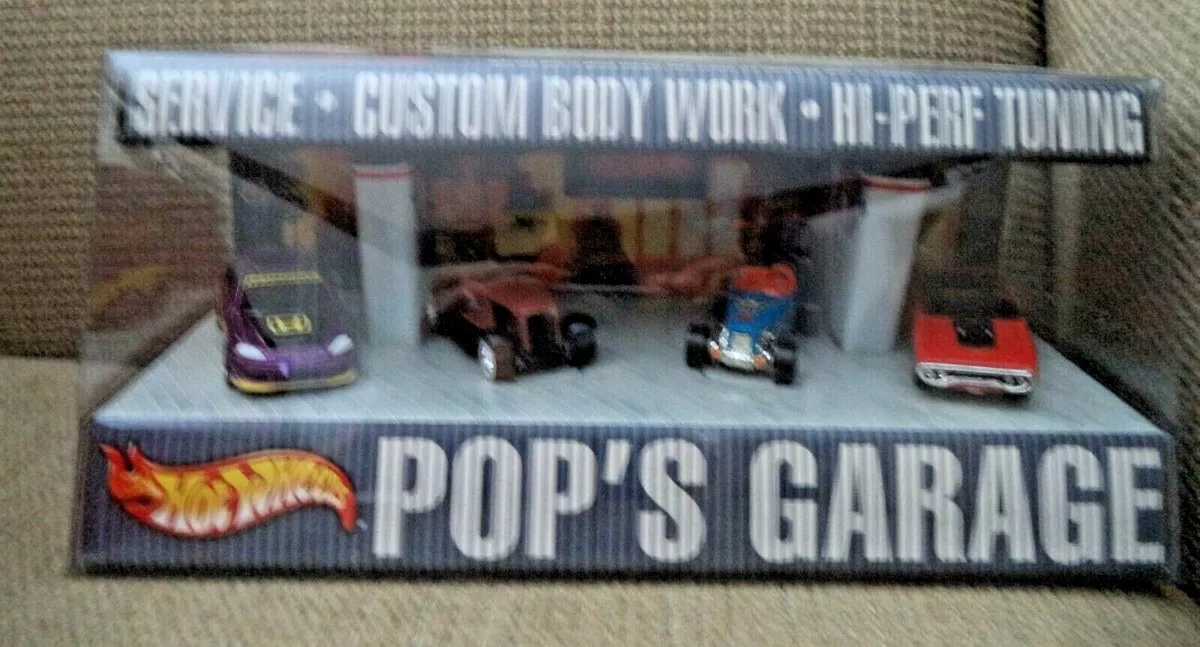 SERVICE • CUSTOM BODY WORK • HI-PERF TUNING
Hot Wheels
POP'S GARAGE